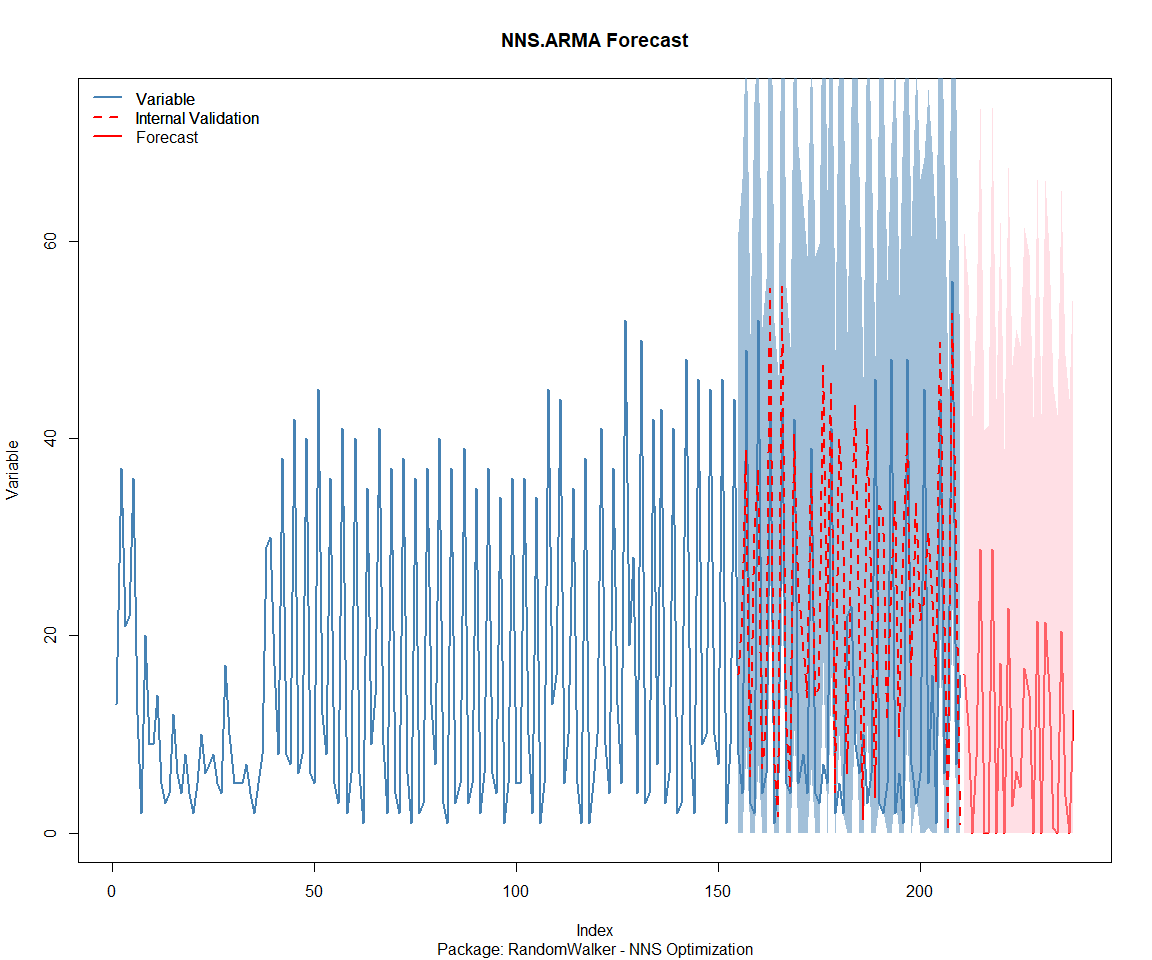 NNS.ARMA Forecast
Variable
Internal Validation
Forecast
60
40
20
0
Variable
0
50
100
150
200
Index
Package: RandomWalker - NNS Optimization